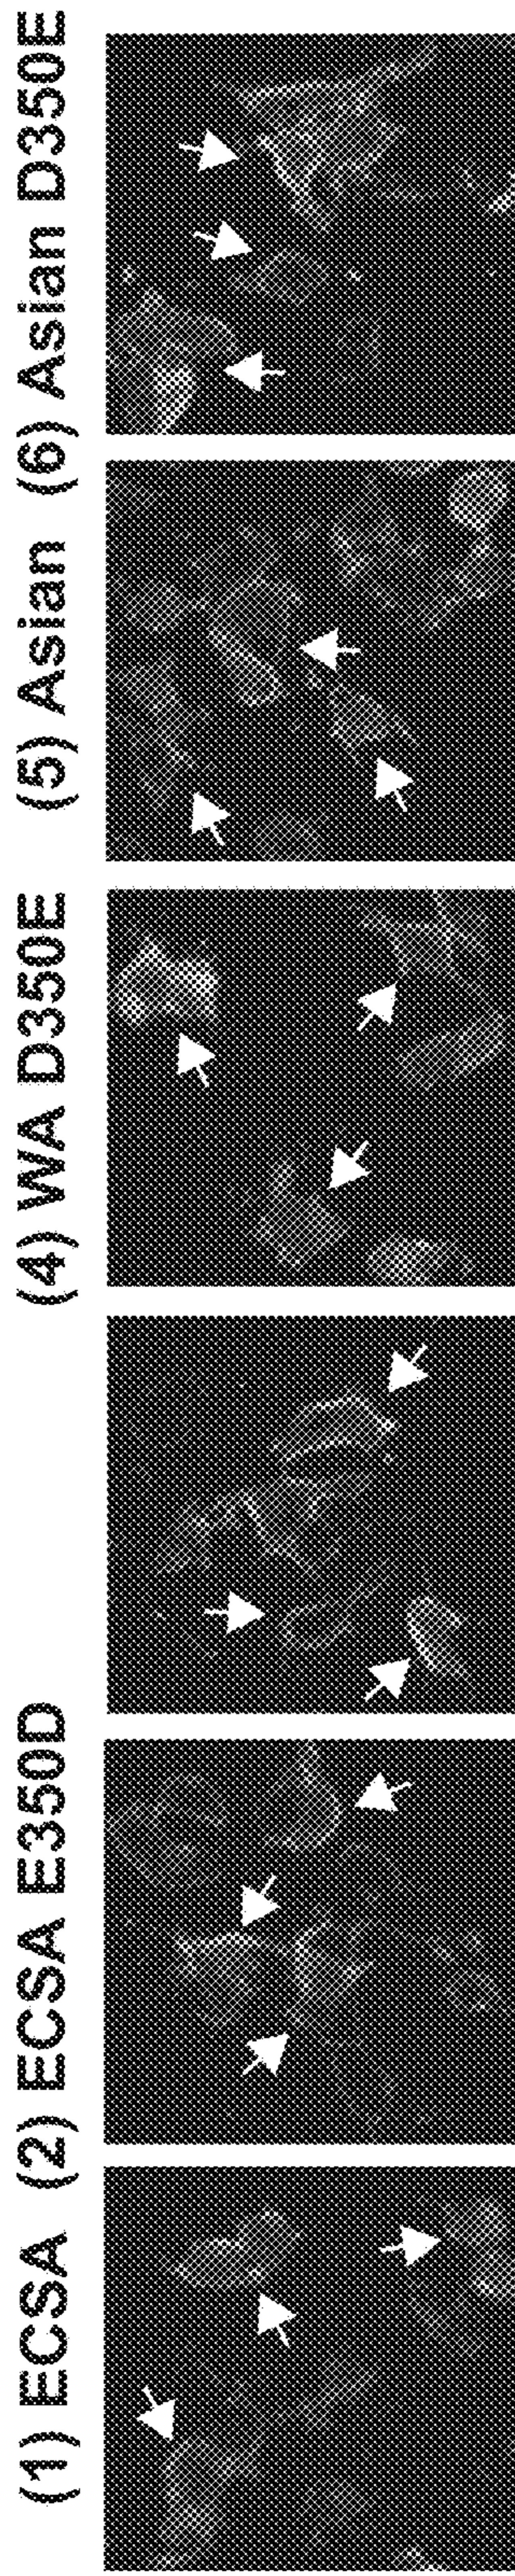 (1) ECSA
(2) ECSA E350D
(4) WA D350E
(5) Asian
(6) Asian D350E